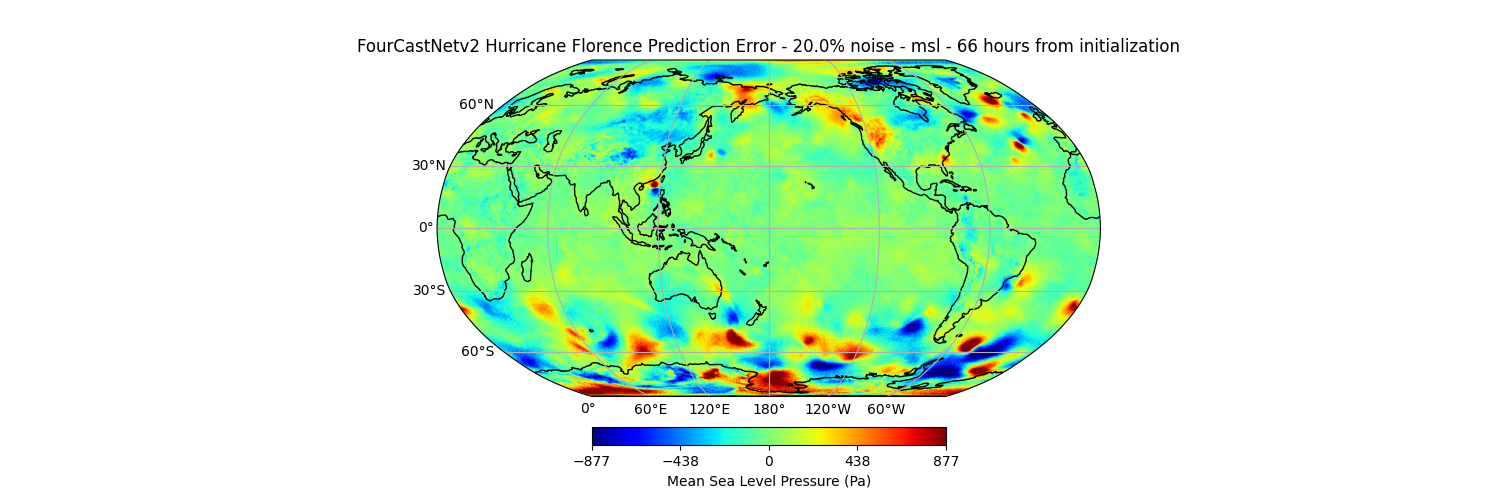 FourCastNetv2 Hurricane Florence Prediction Error - 20.0% noise - msl - 66 hours from initialization
60°N
30°N
0°
30°S
60°S
0° 60°E 120°E 180° 120°W 60°W
−877 −438 0 438 877
Mean Sea Level Pressure (Pa)